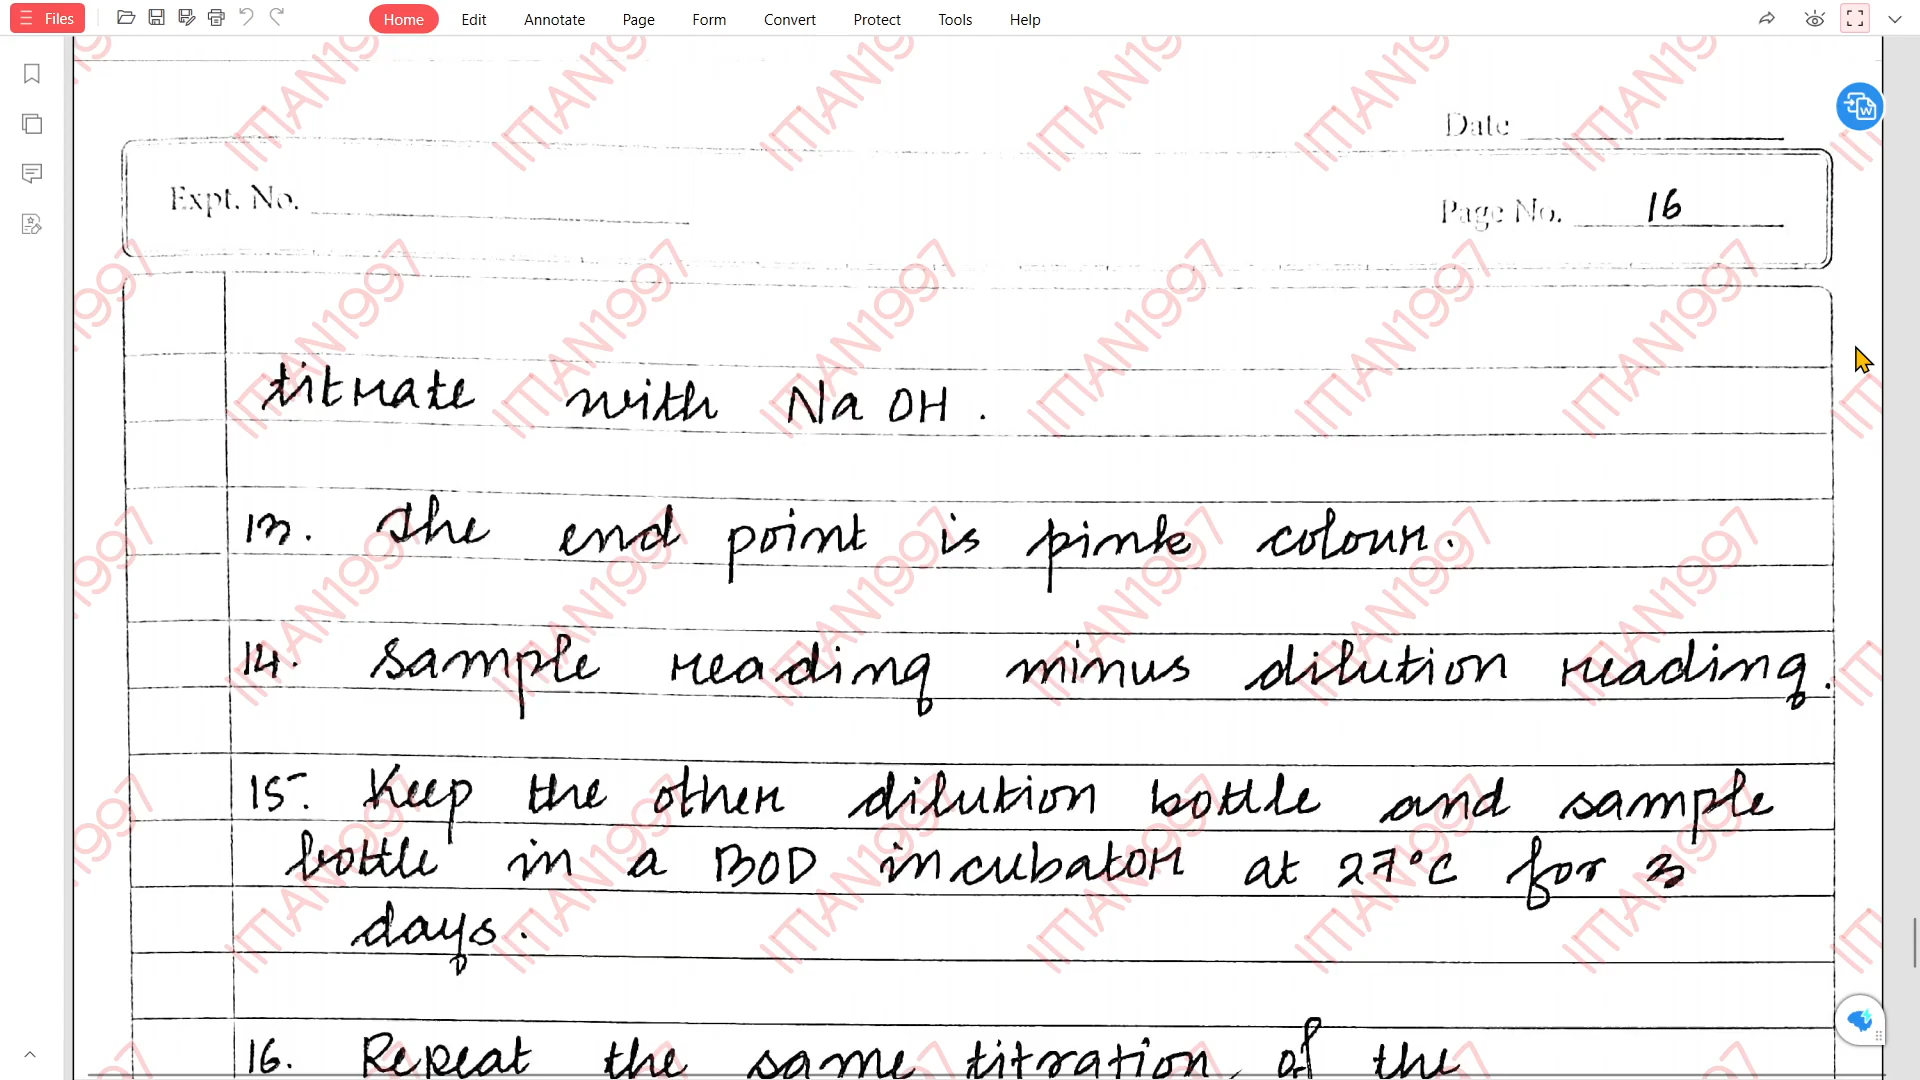 Files
Home Edit Annotate Page Form Convert Protect Tools Help
Date
Expt. No.
Page No. 16
titrate with NaOH.
13. The end point is pink colour.
14. Sample reading minus dilution reading.
15. Keep the other dilution bottle and sample
bottle in a BOD incubator at 27°C for 3
days.
16. Repeat the same titration of the
IITIAN1997